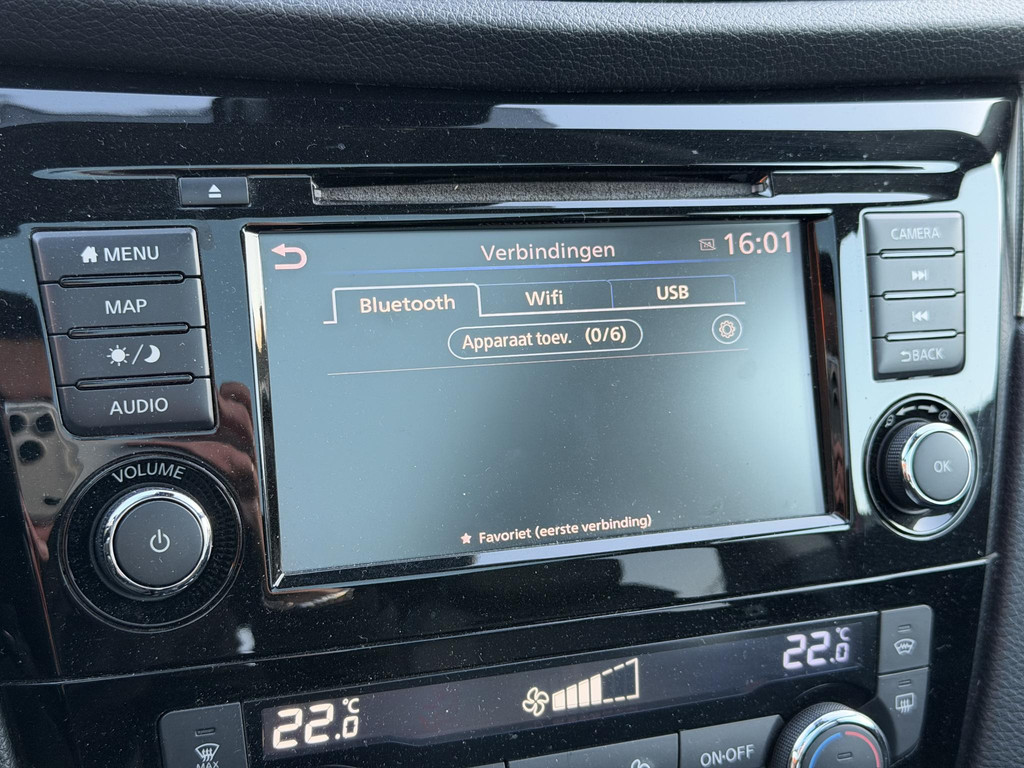 MENU
MAP
AUDIO
VOLUME
Verbindingen
16:01
Bluetooth
Wifi
USB
Apparaat toev. (0/6)
Favoriet (eerste verbinding)
CAMERA
BACK
OK
22.0 °C
22.0 °C
MAX
ON·OFF